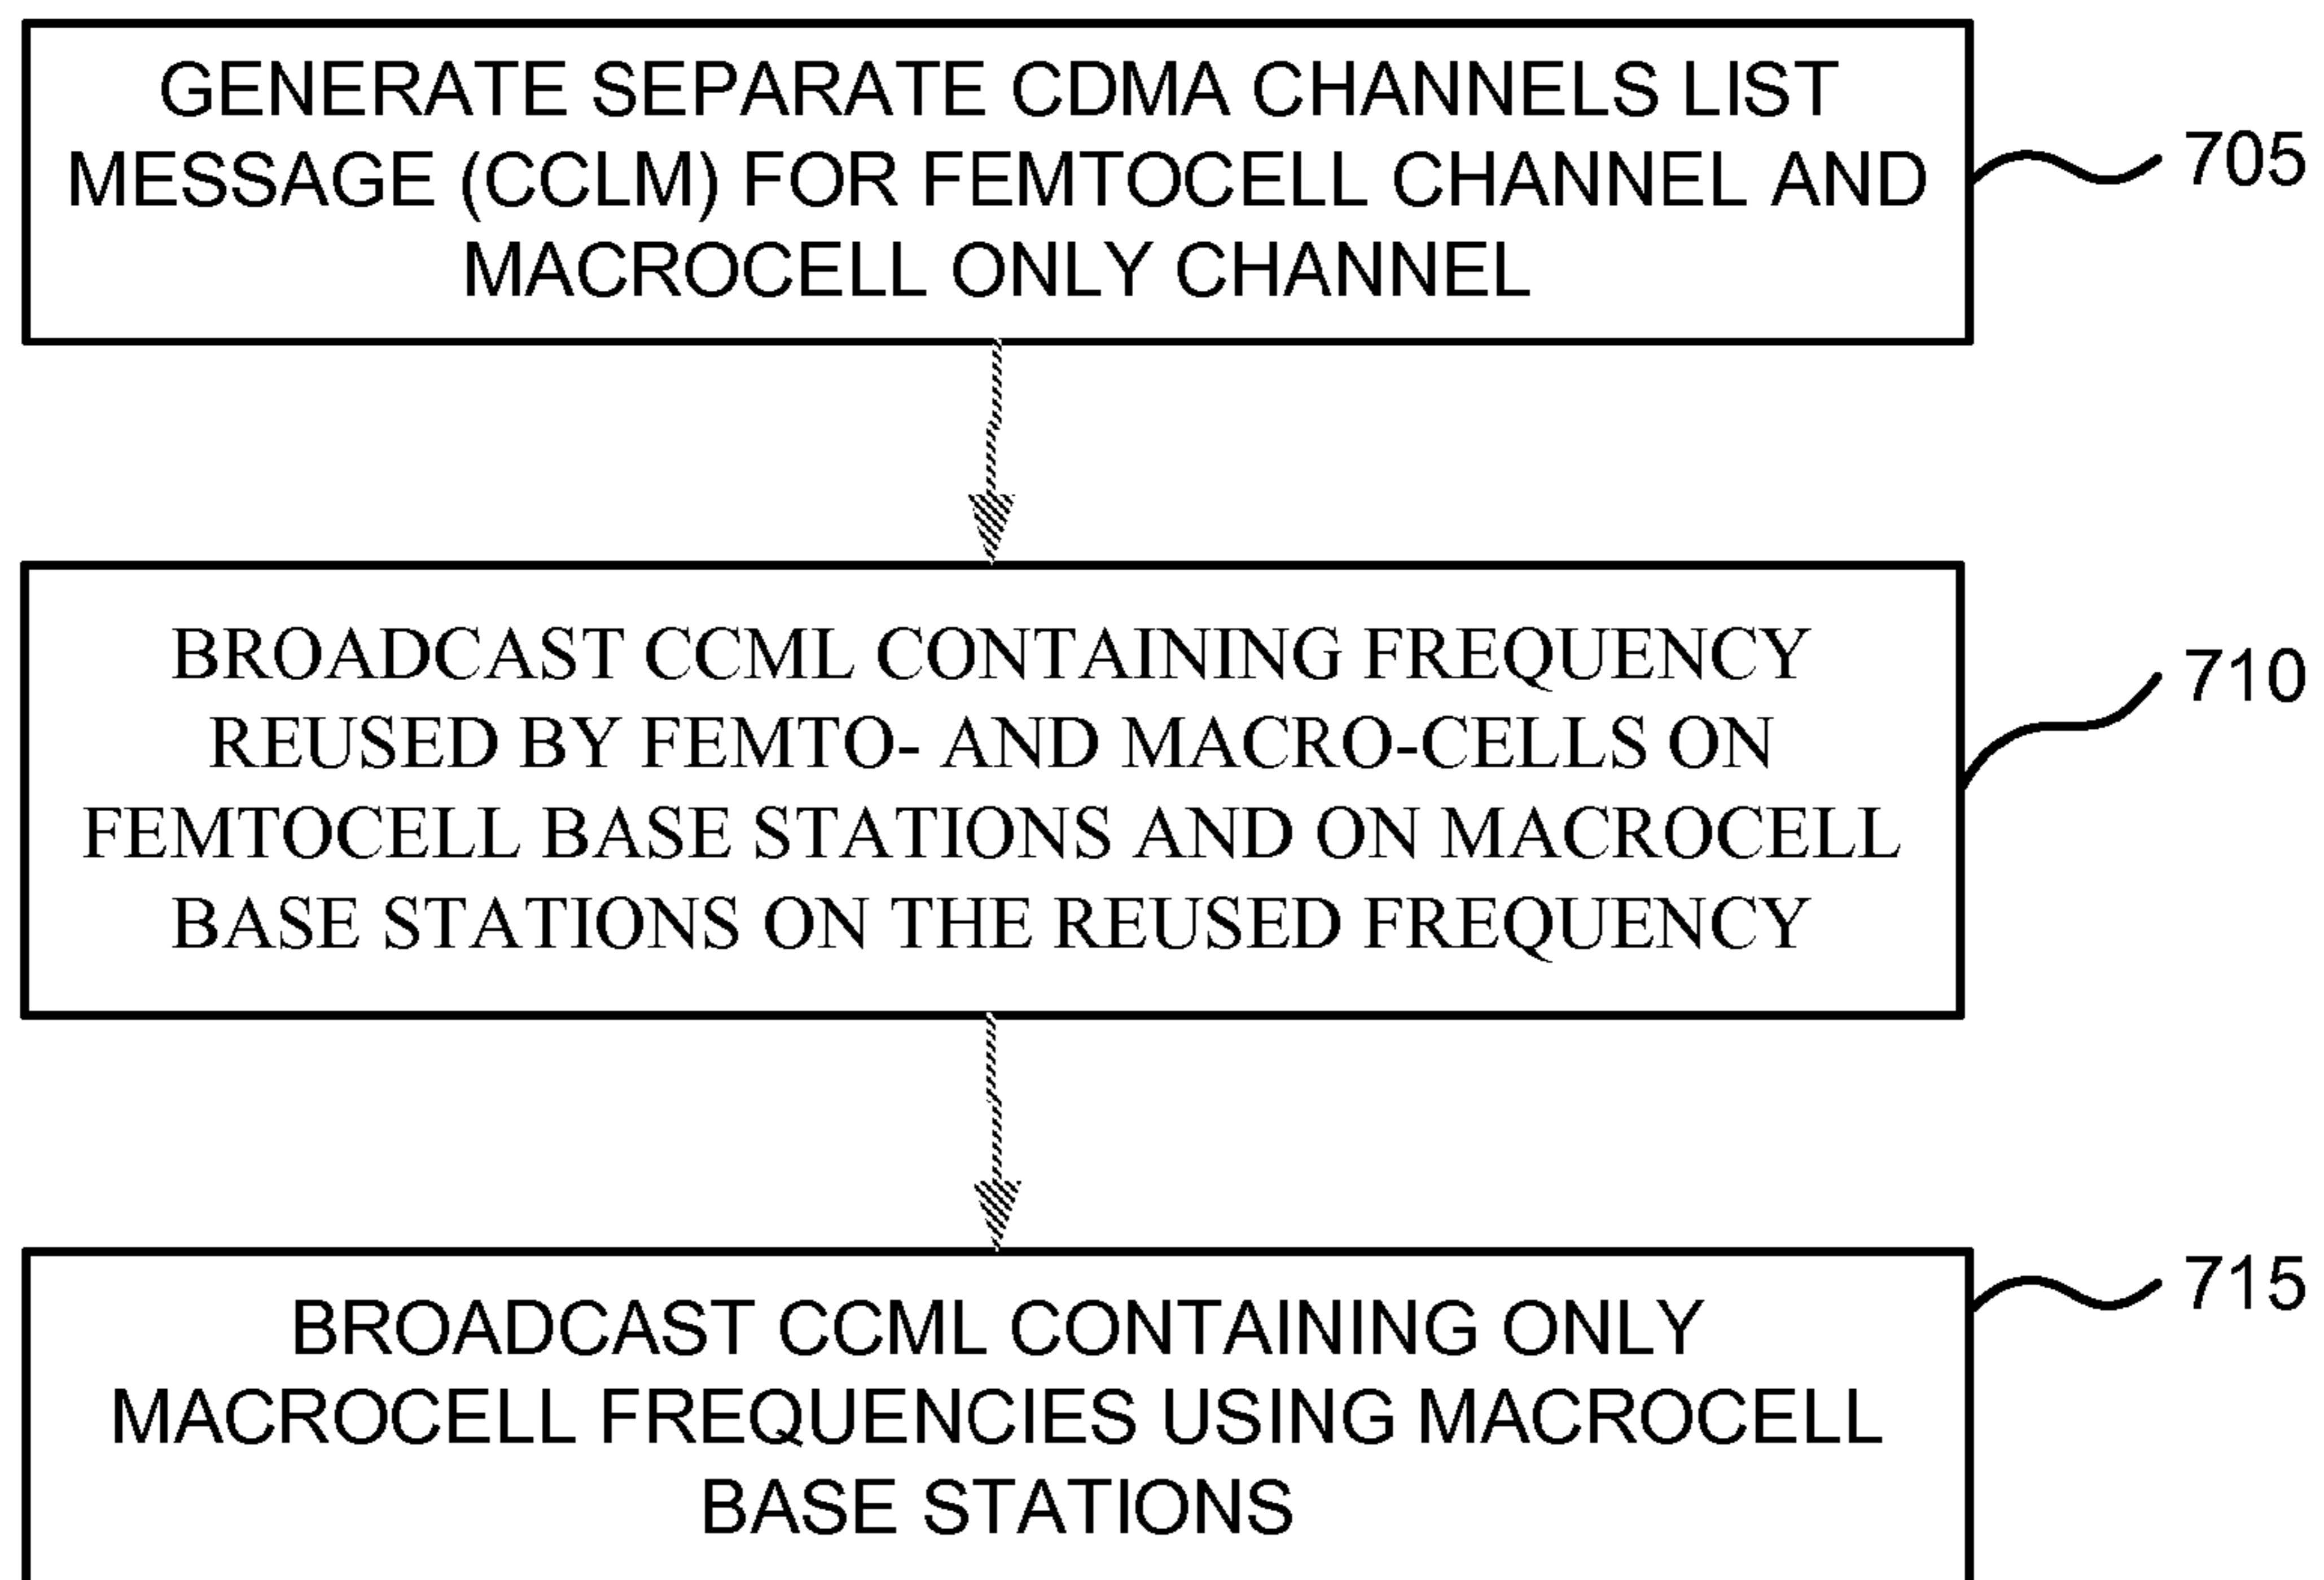 GENERATE SEPARATE CDMA CHANNELS LIST
MESSAGE (CCLM) FOR FEMTOCELL CHANNEL AND
MACROCELL ONLY CHANNEL
705
BROADCAST CCML CONTAINING FREQUENCY
REUSED BY FEMTO- AND MACRO-CELLS ON
FEMTOCELL BASE STATIONS AND ON MACROCELL
BASE STATIONS ON THE REUSED FREQUENCY
710
BROADCAST CCML CONTAINING ONLY
MACROCELL FREQUENCIES USING MACROCELL
BASE STATIONS
715